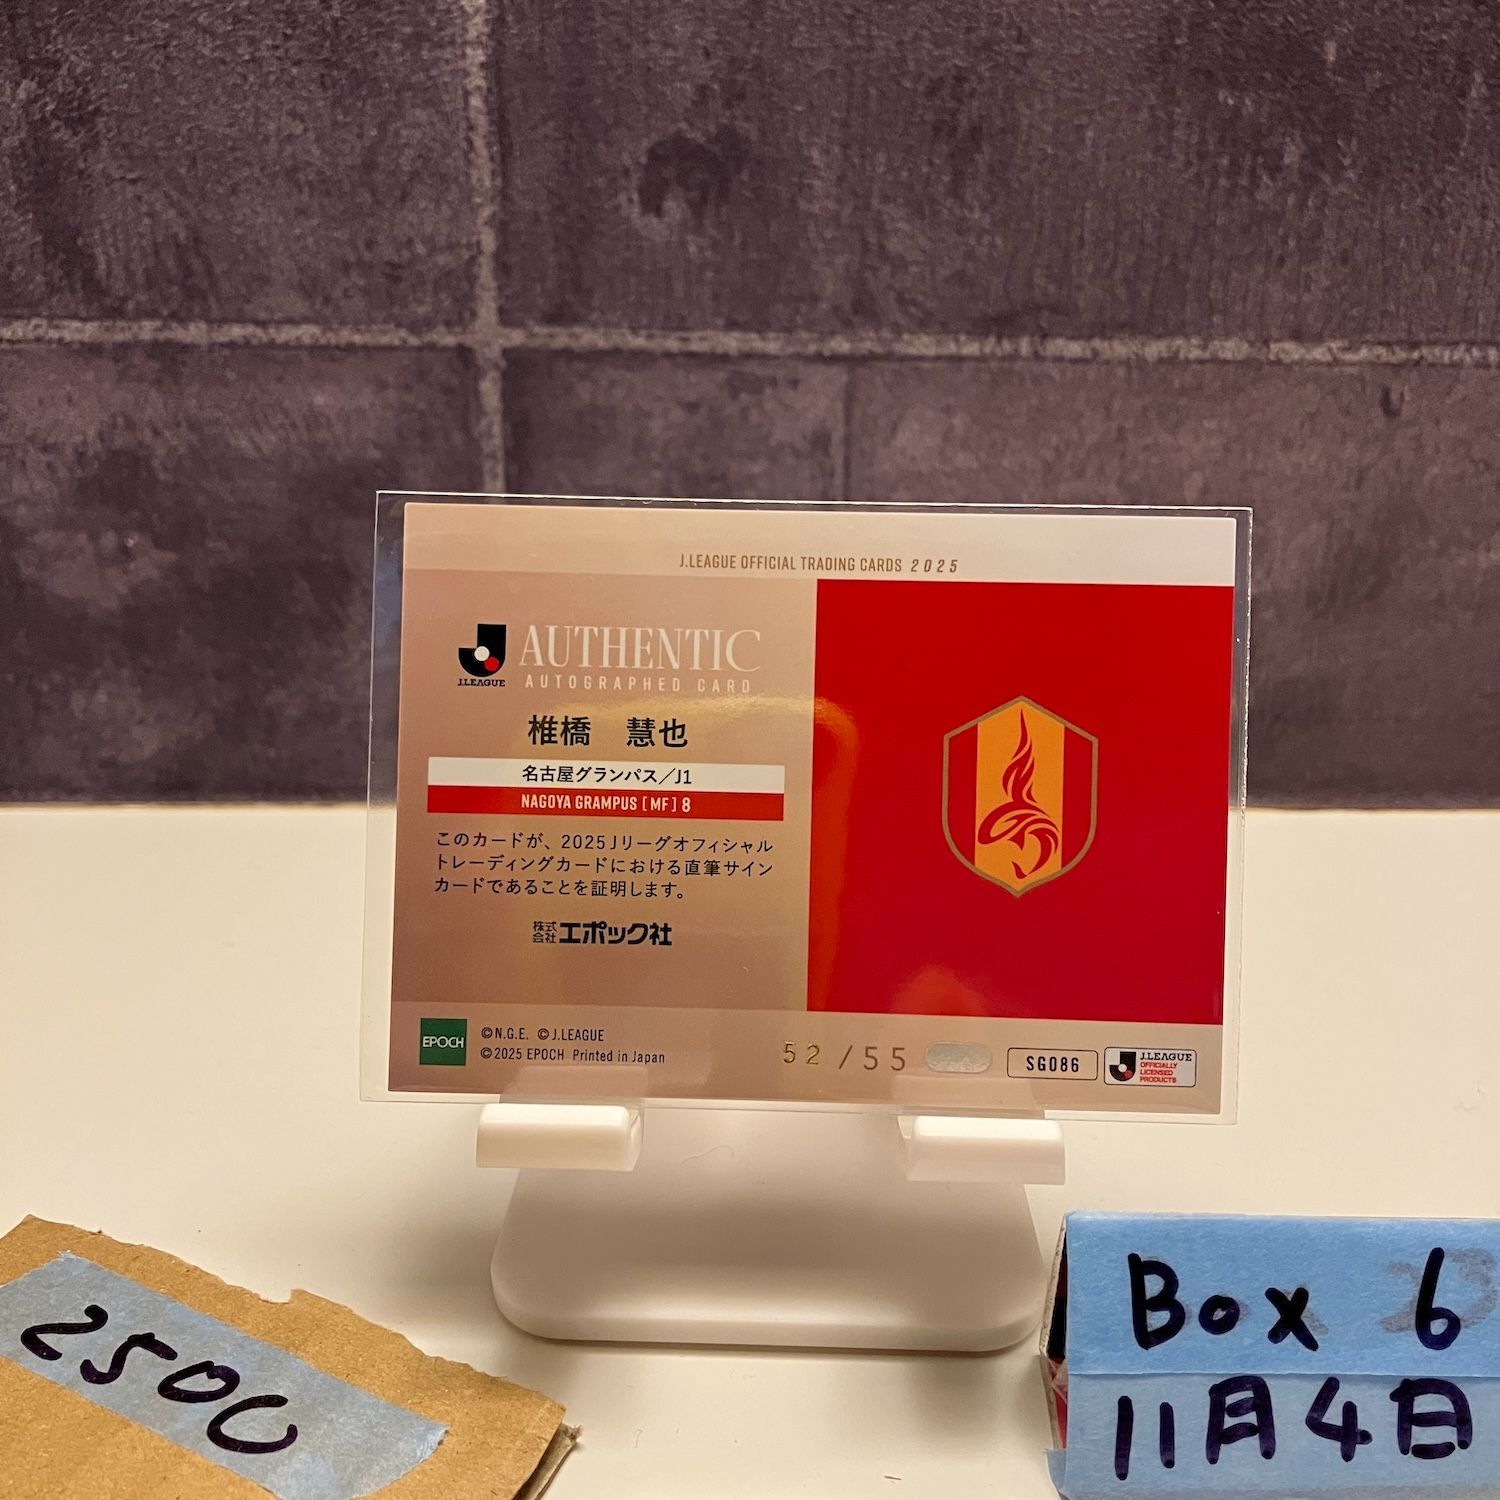 J.LEAGUE OFFICIAL TRADING CARDS 2025
J.LEAGUE
AUTHENTIC
AUTOGRAPHED CARD
椎橋 慧也
名古屋グランパス/J1
NAGOYA GRAMPUS [MF] 8
このカードが、2025Jリーグオフィシャル
トレーディングカードにおける直筆サイン
カードであることを証明します。
株式会社エポック社
EPOCH
©N.G.E. ©J.LEAGUE
©2025 EPOCH Printed in Japan
52/55
SG086
J.LEAGUE
OFFICIALLY
LICENSED
PRODUCTS
2500
Box 6
11月4日